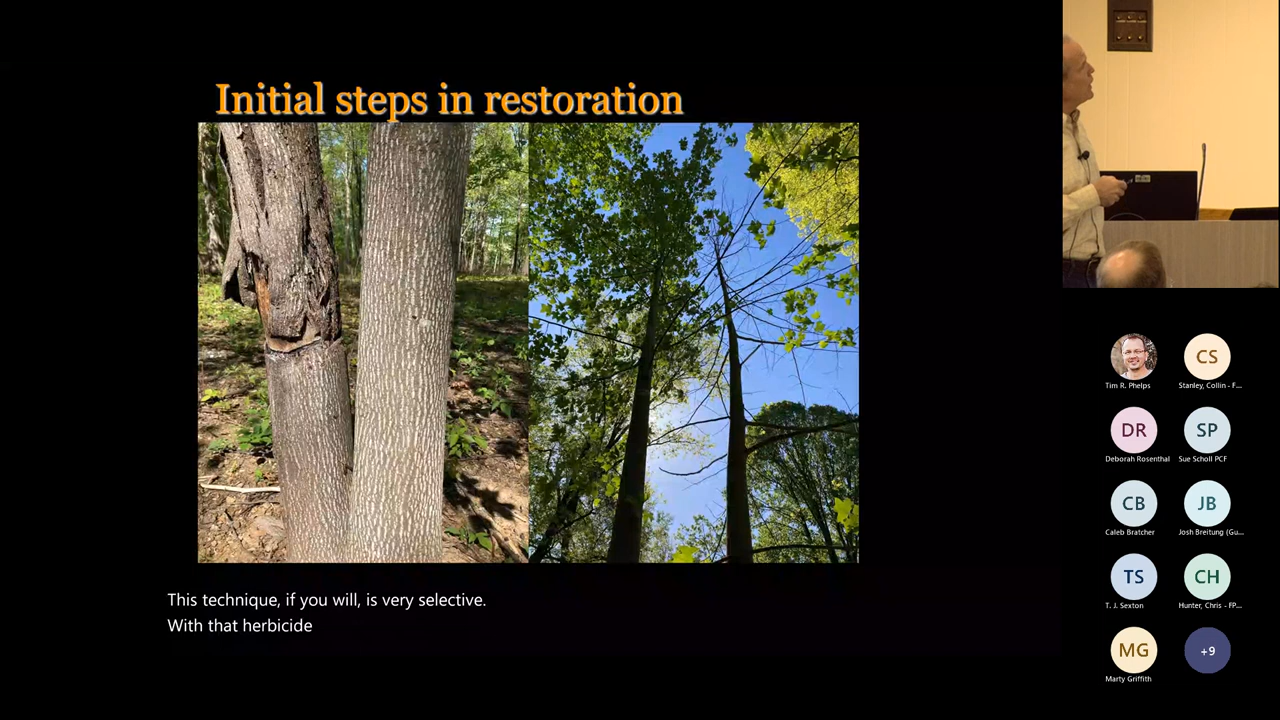 Initial steps in restoration
This technique, if you will, is very selective.
With that herbicide
Tim R. Phelps
CS
Stanley, Collin - F...
DR
Deborah Rosenthal
SP
Sue Scholl PCF
CB
Caleb Bratcher
JB
Josh Breitung (Gu...
TS
T. J. Sexton
CH
Hunter, Chris - FP...
MG
Marty Griffith
+9